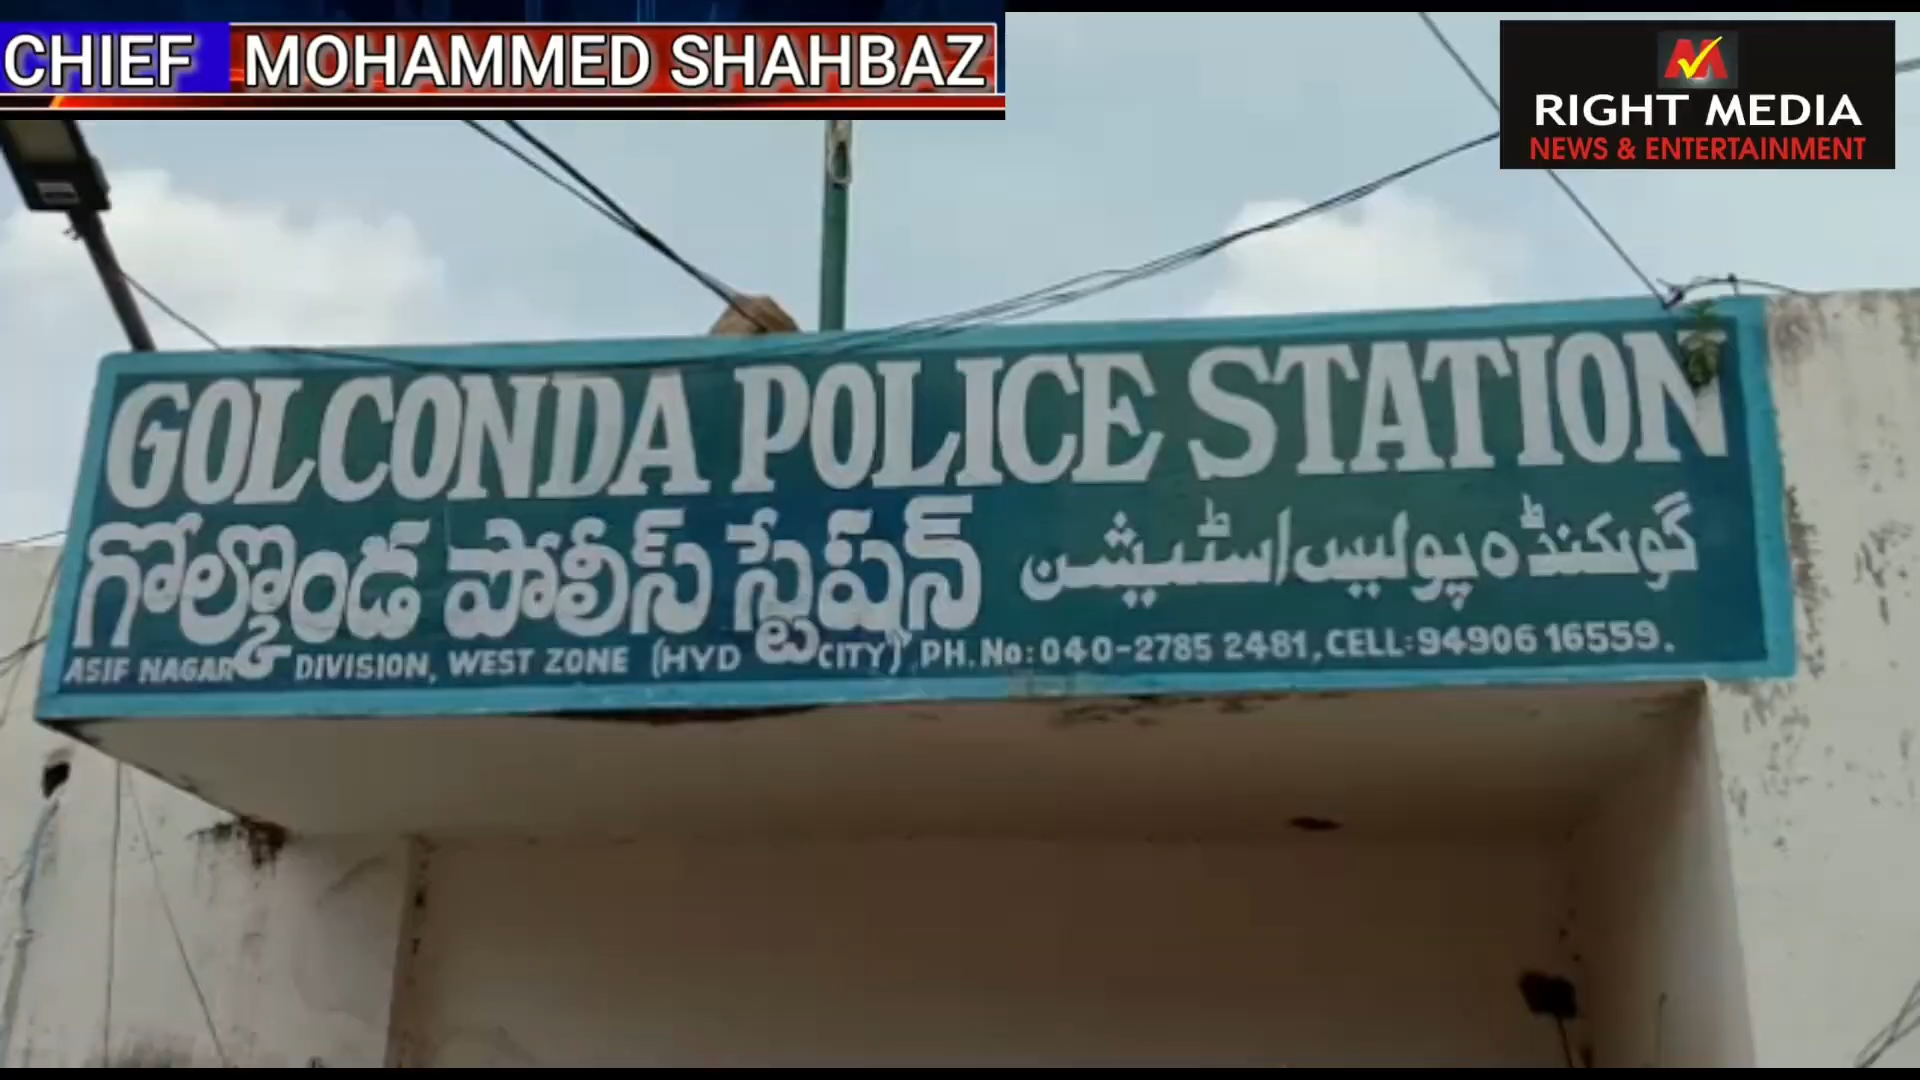 CHIEF MOHAMMED SHAHBAZ
RIGHT MEDIA
NEWS & ENTERTAINMENT
GOLCONDA POLICE STATION
గోల్కొండ పోలీస్ స్టేషన్ گولکنڈہ پولیس اسٹیشن
ASIF NAGAR DIVISION, WEST ZONE (HYD CITY) PH. No: 040-2785 2481, CELL: 94906 16559.